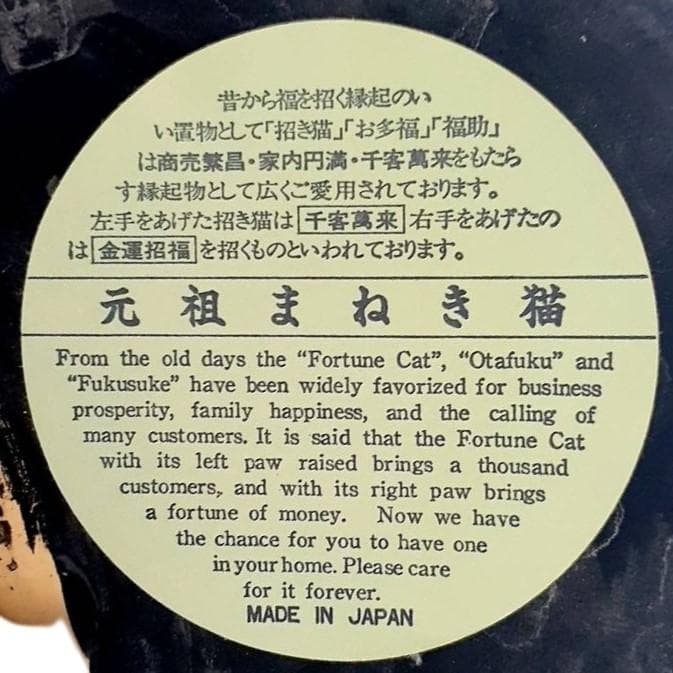 昔から福を招く縁起のい
い置物として「招き猫」「お多福」「福助」
は商売繁昌・家内円満・千客萬来をもたら
す縁起物として広くご愛用されております。
左手をあげた招き猫は 千客萬来 右手をあげたの
は 金運招福 を招くものといわれております。
元祖まねき猫
From the old days the “Fortune Cat”, “Otafuku” and
“Fukusuke” have been widely favorized for business
prosperity, family happiness, and the calling of
many customers. It is said that the Fortune Cat
with its left paw raised brings a thousand
customers, and with its right paw brings
a fortune of money. Now we have
the chance for you to have one
in your home. Please care
for it forever.
MADE IN JAPAN